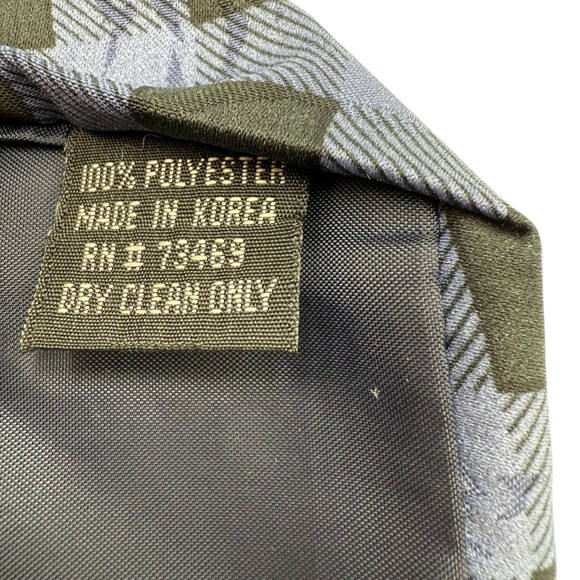 100% POLYESTER
MADE IN KOREA
RN # 73469
DRY CLEAN ONLY